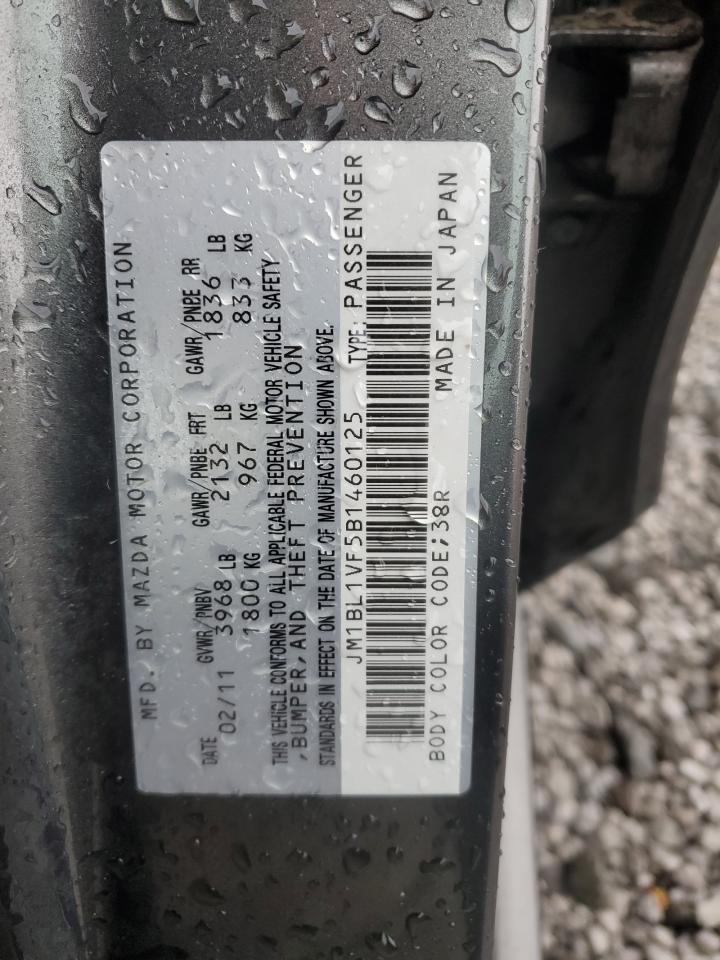 MFD. BY MAZDA MOTOR CORPORATION
DATE GVWR/PNBV GAWR/PNBE FRT GAWR/PNBE RR
02/11 3968 LB 2132 LB 1836 LB
1800 KG 967 KG 833 KG
THIS VEHICLE CONFORMS TO ALL APPLICABLE FEDERAL MOTOR VEHICLE SAFETY
,BUMPER,AND THEFT PREVENTION
STANDARDS IN EFFECT ON THE DATE OF MANUFACTURE SHOWN ABOVE.
JM1BL1VF5B1460125 TYPE: PASSENGER
BODY COLOR CODE;38R MADE IN JAPAN